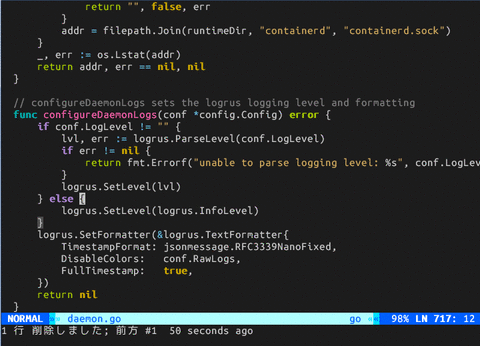 return "", false, err
}
addr = filepath.Join(runtimeDir, "containerd", "containerd.sock")
}
_, err := os.Lstat(addr)
return addr, err == nil, nil
}
// configureDaemonLogs sets the logrus logging level and formatting
func configureDaemonLogs(conf *config.Config) error {
if conf.LogLevel != "" {
lvl, err := logrus.ParseLevel(conf.LogLevel)
if err != nil {
return fmt.Errorf("unable to parse logging level: %s", conf.LogLev
}
logrus.SetLevel(lvl)
} else {
logrus.SetLevel(logrus.InfoLevel)
}
logrus.SetFormatter(&logrus.TextFormatter{
TimestampFormat: jsonmessage.RFC3339NanoFixed,
DisableColors: conf.RawLogs,
FullTimestamp: true,
})
return nil
}
NORMAL »» daemon.go go «« 98% LN 717: 12
1 行 削除しました; 前方 #1 50 seconds ago